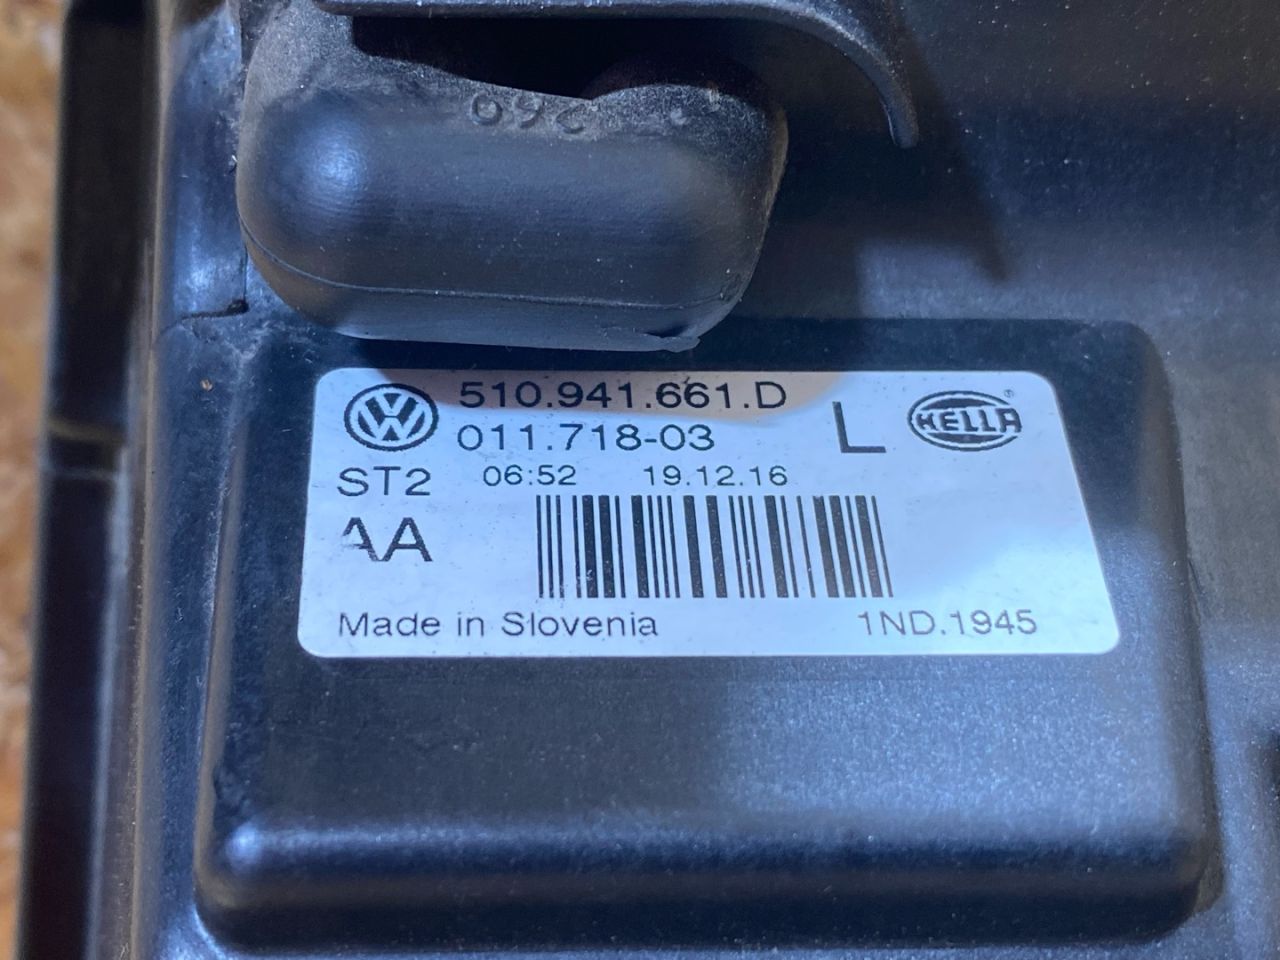 260
510.941.661.D
011.718-03
L
HELLA®
ST2
06:52 19.12.16
AA
Made in Slovenia
1ND.1945